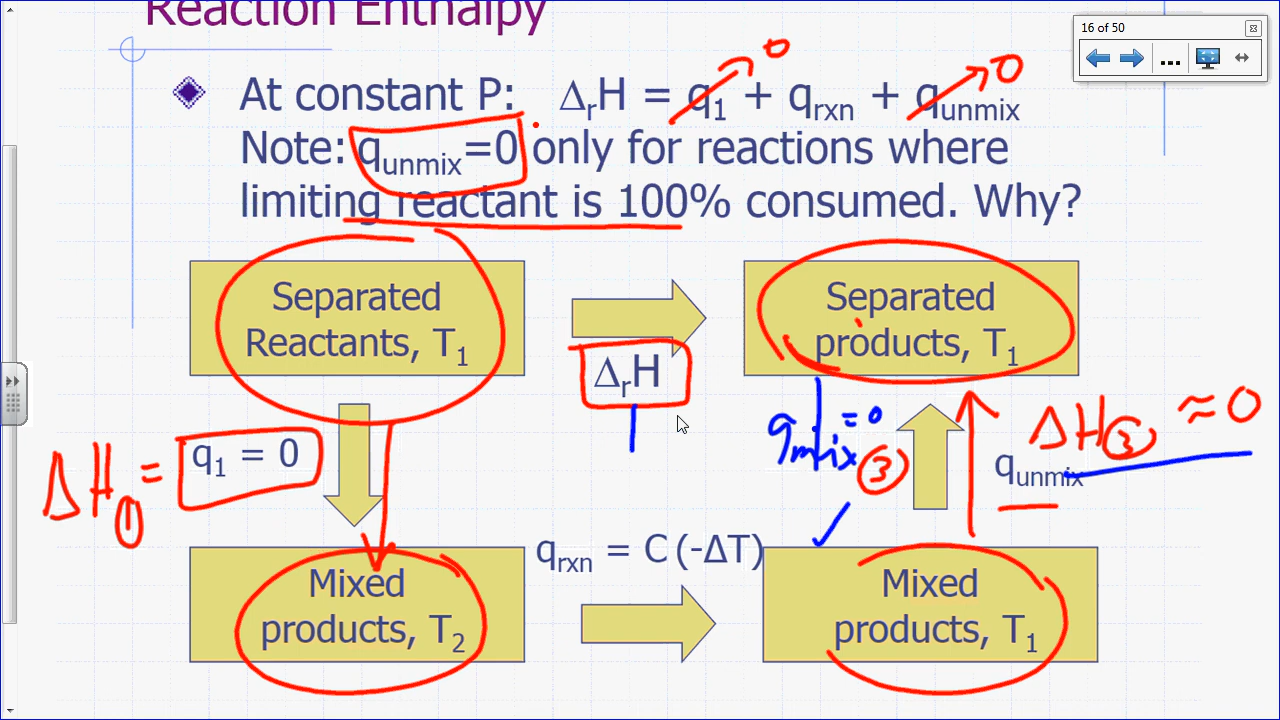 Reaction Enthalpy
16 of 50
0 0
At constant P: ΔrH = q1 + qrxn + qunmix
Note: qunmix=0 only for reactions where
limiting reactant is 100% consumed. Why?
Separated
Reactants, T1
Separated
products, T1
ΔrH
ΔH1 = q1 = 0
qmix = 0
3
qunmix
ΔH3 ≈ 0
qrxn = C(-ΔT)
Mixed
products, T2
Mixed
products, T1